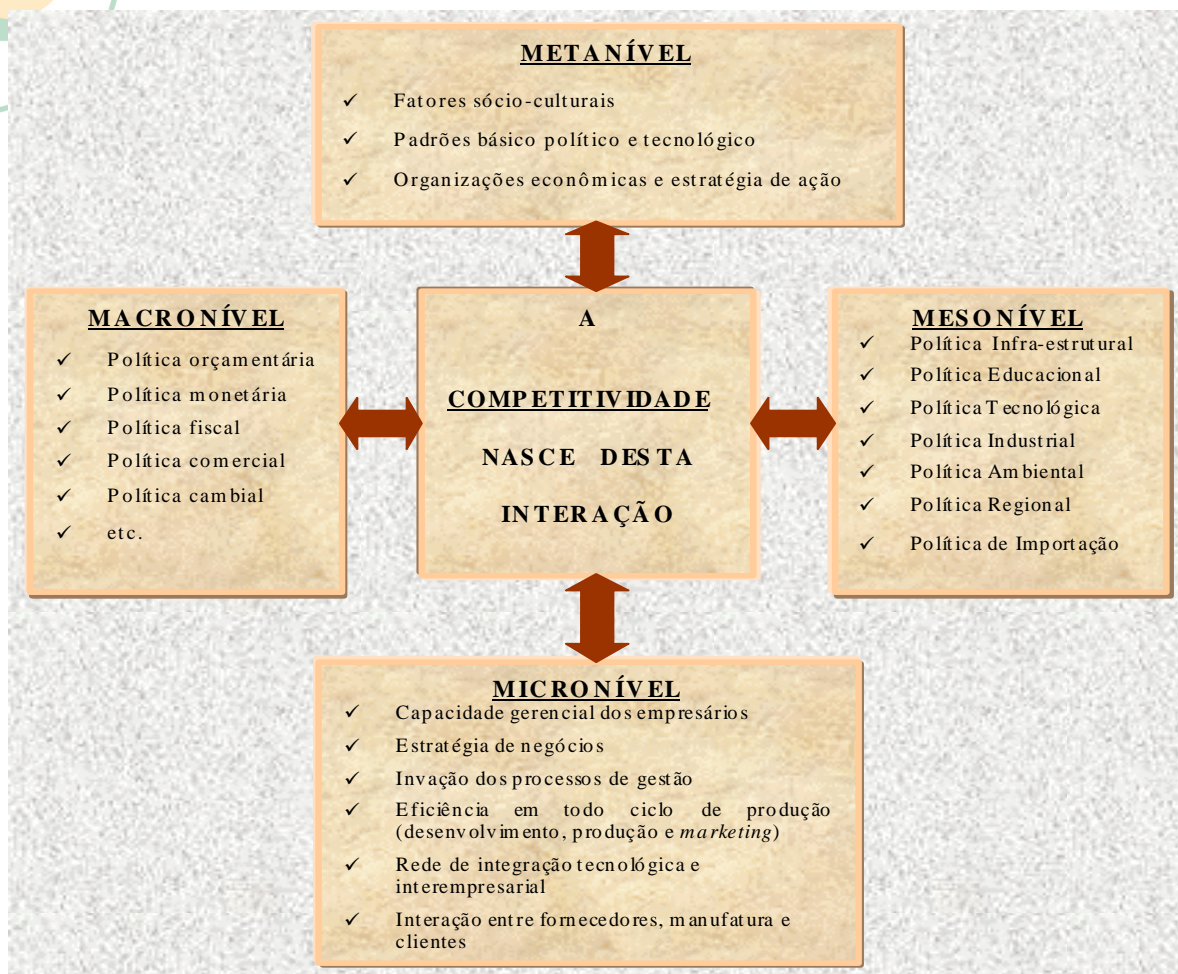 METANÍVEL
✓ Fatores sócio-culturais
✓ Padrões básico político e tecnológico
✓ Organizações econômicas e estratégia de ação
MACRONÍVEL
✓ Política orçamentária
✓ Política monetária
✓ Política fiscal
✓ Política comercial
✓ Política cambial
✓ etc.
A
COMPETITIVIDADE
NASCE DESTA
INTERAÇÃO
MESONÍVEL
✓ Política Infra-estrutural
✓ Política Educacional
✓ Política Tecnológica
✓ Política Industrial
✓ Política Ambiental
✓ Política Regional
✓ Política de Importação
MICRONÍVEL
✓ Capacidade gerencial dos empresários
✓ Estratégia de negócios
✓ Invação dos processos de gestão
✓ Eficiência em todo ciclo de produção
(desenvolvimento, produção e marketing)
✓ Rede de integração tecnológica e
interempresarial
✓ Interação entre fornecedores, manufatura e
clientes